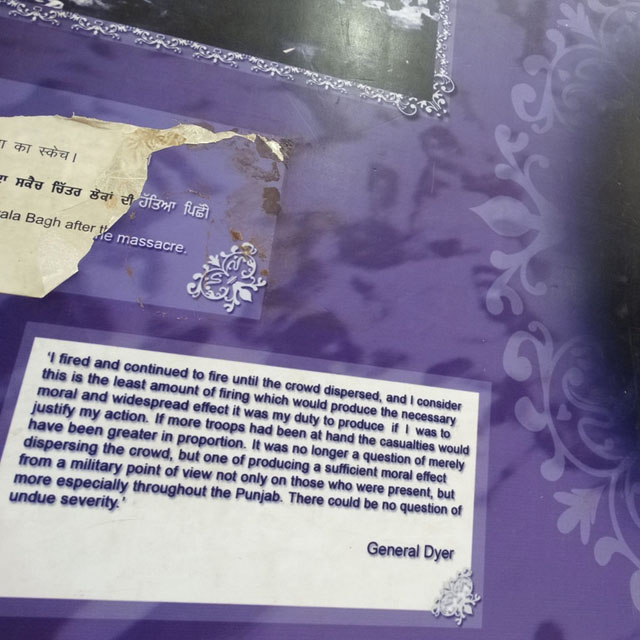 का स्केच।
ਦਾ ਸਕੈਚ ਚਿੱਤਰ ਲੋਕਾਂ ਦੀ ਹੱਤਿਆ ਪਿਛੋਂ
ala Bagh after the massacre.
'I fired and continued to fire until the crowd dispersed, and I consider
this is the least amount of firing which would produce the necessary
moral and widespread effect it was my duty to produce if I was to
justify my action. If more troops had been at hand the casualties would
have been greater in proportion. It was no longer a question of merely
dispersing the crowd, but one of producing a sufficient moral effect
from a military point of view not only on those who were present, but
more especially throughout the Punjab. There could be no question of
undue severity.'
General Dyer